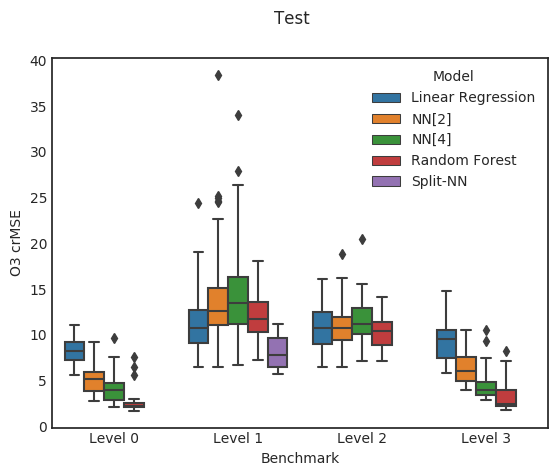 Test
40
35
30
25
20
15
10
5
0
O3 crMSE
Model
Linear Regression
NN[2]
NN[4]
Random Forest
Split-NN
Level 0
Level 1
Level 2
Level 3
Benchmark